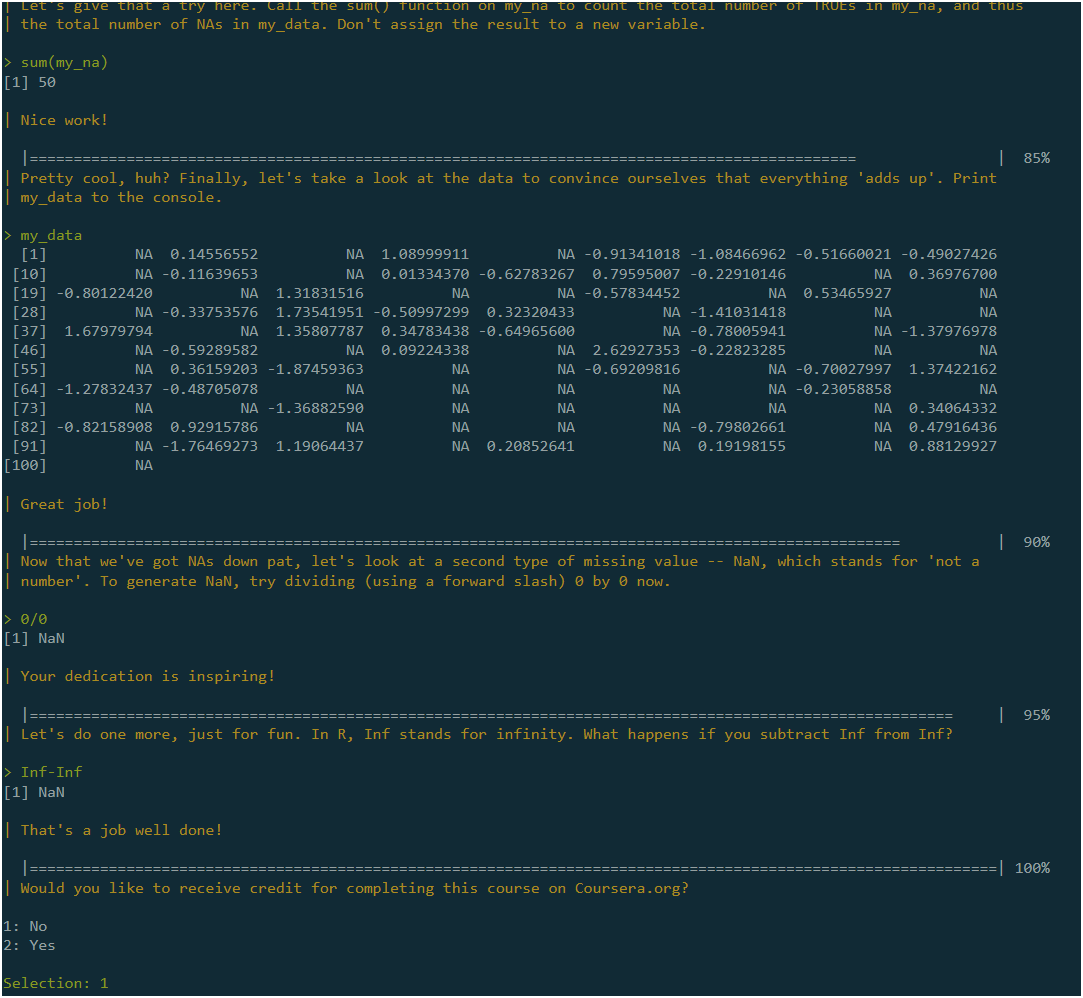 | Let's give that a try here. Call the sum() function on my_na to count the total number of TRUEs in my_na, and thus
| the total number of NAs in my_data. Don't assign the result to a new variable.
> sum(my_na)
[1] 50
| Nice work!
|============================================================================================== | 85%
| Pretty cool, huh? Finally, let's take a look at the data to convince ourselves that everything 'adds up'. Print
| my_data to the console.
> my_data
[1] NA 0.14556552 NA 1.08999911 NA -0.91341018 -1.08466962 -0.51660021 -0.49027426
[10] NA -0.11639653 NA 0.01334370 -0.62783267 0.79595007 -0.22910146 NA 0.36976700
[19] -0.80122420 NA 1.31831516 NA NA -0.57834452 NA 0.53465927 NA
[28] NA -0.33753576 1.73541951 -0.50997299 0.32320433 NA -1.41031418 NA NA
[37] 1.67979794 NA 1.35807787 0.34783438 -0.64965600 NA -0.78005941 NA -1.37976978
[46] NA -0.59289582 NA 0.09224338 NA 2.62927353 -0.22823285 NA NA
[55] NA 0.36159203 -1.87459363 NA NA -0.69209816 NA -0.70027997 1.37422162
[64] -1.27832437 -0.48705078 NA NA NA NA NA -0.23058858 NA
[73] NA NA -1.36882590 NA NA NA NA NA 0.34064332
[82] -0.82158908 0.92915786 NA NA NA -0.79802661 NA NA 0.47916436
[91] NA -1.76469273 1.19064437 NA 0.20852641 NA 0.19198155 NA 0.88129927
[100] NA
| Great job!
|=================================================================================================== | 90%
| Now that we've got NAs down pat, let's look at a second type of missing value -- NaN, which stands for 'not a
| number'. To generate NaN, try dividing (using a forward slash) 0 by 0 now.
> 0/0
[1] NaN
| Your dedication is inspiring!
|========================================================================================================= | 95%
| Let's do one more, just for fun. In R, Inf stands for infinity. What happens if you subtract Inf from Inf?
> Inf-Inf
[1] NaN
| That's a job well done!
|==============================================================================================================| 100%
| Would you like to receive credit for completing this course on Coursera.org?
1: No
2: Yes
Selection: 1